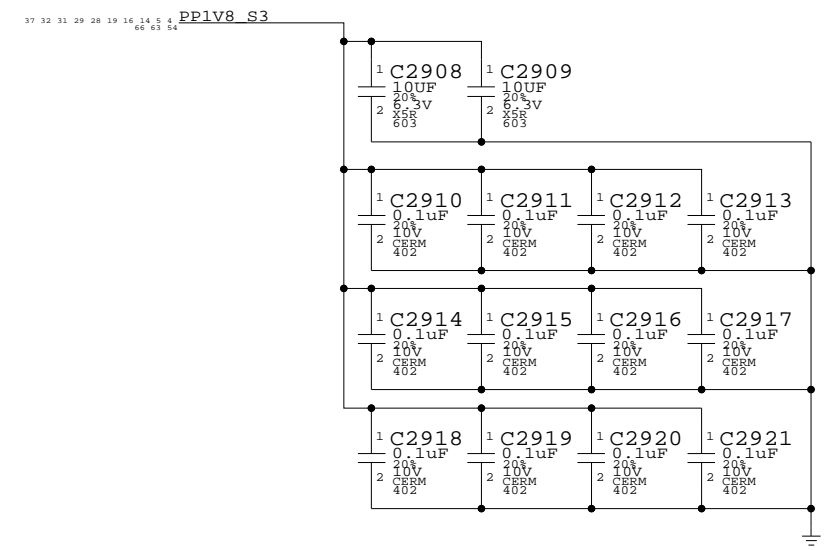 37 32 31 29 28 19 16 14 5 4 PP1V8_S3
66 63 54
1 C2908 1 C2909
10UF 10UF
20% 20%
6.3V 6.3V
2 X5R 2 X5R
603 603
1 C2910 1 C2911 1 C2912 1 C2913
0.1uF 0.1uF 0.1uF 0.1uF
20% 20% 20% 20%
10V 10V 10V 10V
2 CERM 2 CERM 2 CERM 2 CERM
402 402 402 402
1 C2914 1 C2915 1 C2916 1 C2917
0.1uF 0.1uF 0.1uF 0.1uF
20% 20% 20% 20%
10V 10V 10V 10V
2 CERM 2 CERM 2 CERM 2 CERM
402 402 402 402
1 C2918 1 C2919 1 C2920 1 C2921
0.1uF 0.1uF 0.1uF 0.1uF
20% 20% 20% 20%
10V 10V 10V 10V
2 CERM 2 CERM 2 CERM 2 CERM
402 402 402 402